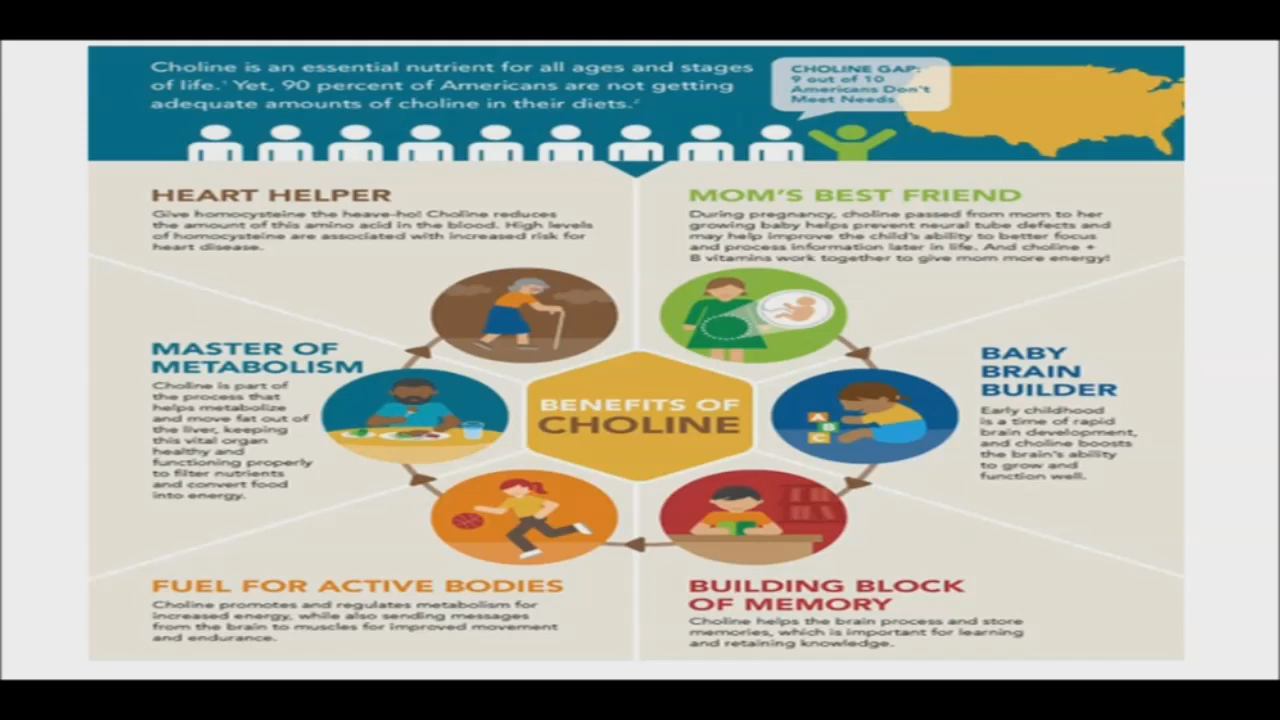 Choline is an essential nutrient for all ages and stages
of life.¹ Yet, 90 percent of Americans are not getting
adequate amounts of choline in their diets.²
CHOLINE GAP:
9 out of 10
Americans Don't
Meet Needs
HEART HELPER
Give homocysteine the heave-ho! Choline reduces
the amount of this amino acid in the blood. High levels
of homocysteine are associated with increased risk for
heart disease.
MOM'S BEST FRIEND
During pregnancy, choline passed from mom to her
growing baby helps prevent neural tube defects and
may help improve the child's ability to better focus
and process information later in life. And choline +
B vitamins work together to give mom more energy!
MASTER OF
METABOLISM
Choline is part of
the process that
helps metabolize
and move fat out of
the liver, keeping
this vital organ
healthy and
functioning properly
to filter nutrients
and convert food
into energy.
BENEFITS OF
CHOLINE
A
B
C
BABY
BRAIN
BUILDER
Early childhood
is a time of rapid
brain development,
and choline boosts
the brain's ability
to grow and
function well.
FUEL FOR ACTIVE BODIES
Choline promotes and regulates metabolism for
increased energy, while also sending messages
from the brain to muscles for improved movement
and endurance.
BUILDING BLOCK
OF MEMORY
Choline helps the brain process and store
memories, which is important for learning
and retaining knowledge.